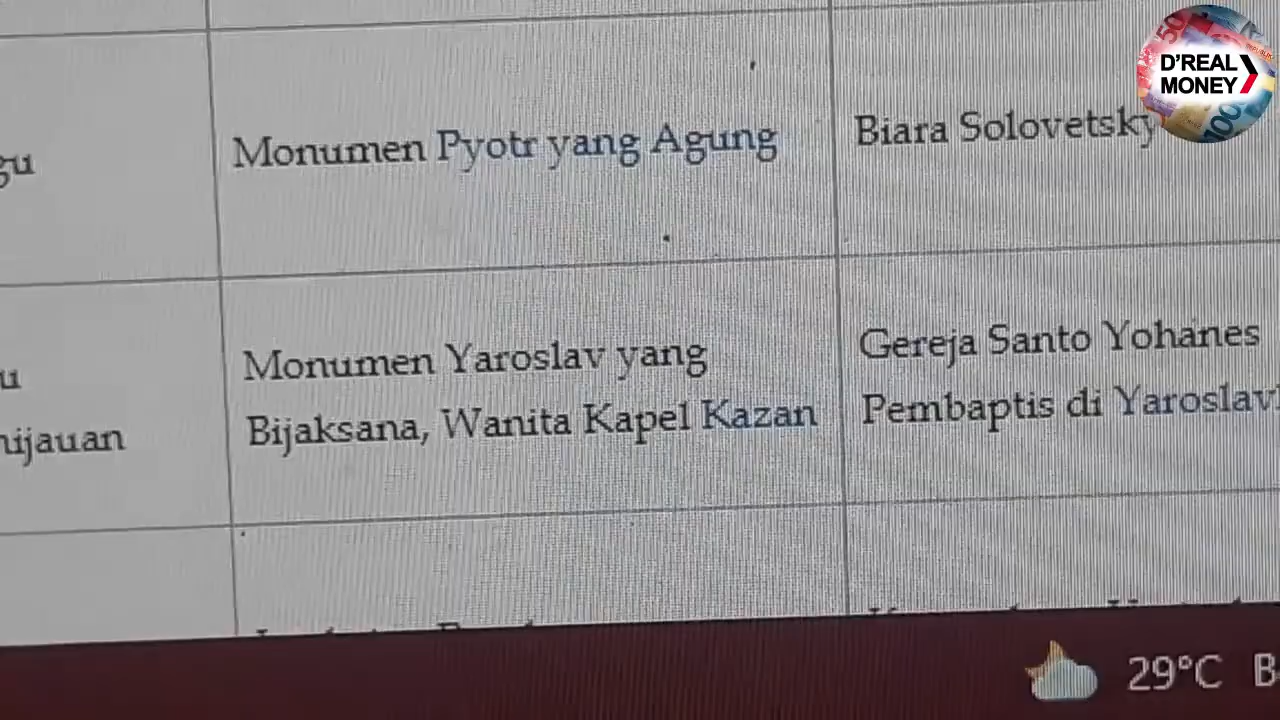 D'REAL
MONEY
gu
Monumen Pyotr yang Agung
Biara Solovetsky
u
hijauan
Monumen Yaroslav yang
Bijaksana, Wanita Kapel Kazan
Gereja Santo Yohanes
Pembaptis di Yaroslavl
29°C